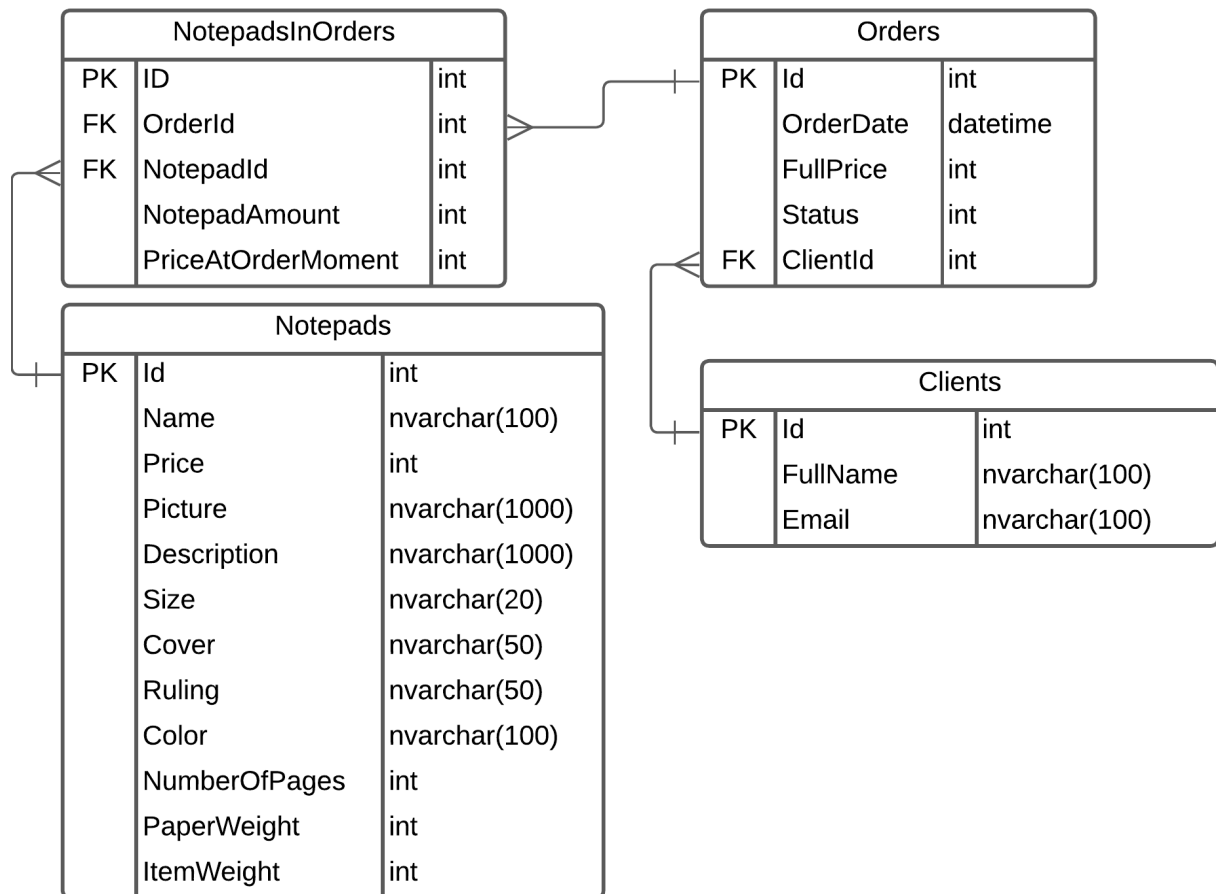 NotepadsInOrders
PK ID int
FK OrderId int
FK NotepadId int
NotepadAmount int
PriceAtOrderMoment int
Orders
PK Id int
OrderDate datetime
FullPrice int
Status int
FK ClientId int
Notepads
PK Id int
Name nvarchar(100)
Price int
Picture nvarchar(1000)
Description nvarchar(1000)
Size nvarchar(20)
Cover nvarchar(50)
Ruling nvarchar(50)
Color nvarchar(100)
NumberOfPages int
PaperWeight int
ItemWeight int
Clients
PK Id int
FullName nvarchar(100)
Email nvarchar(100)